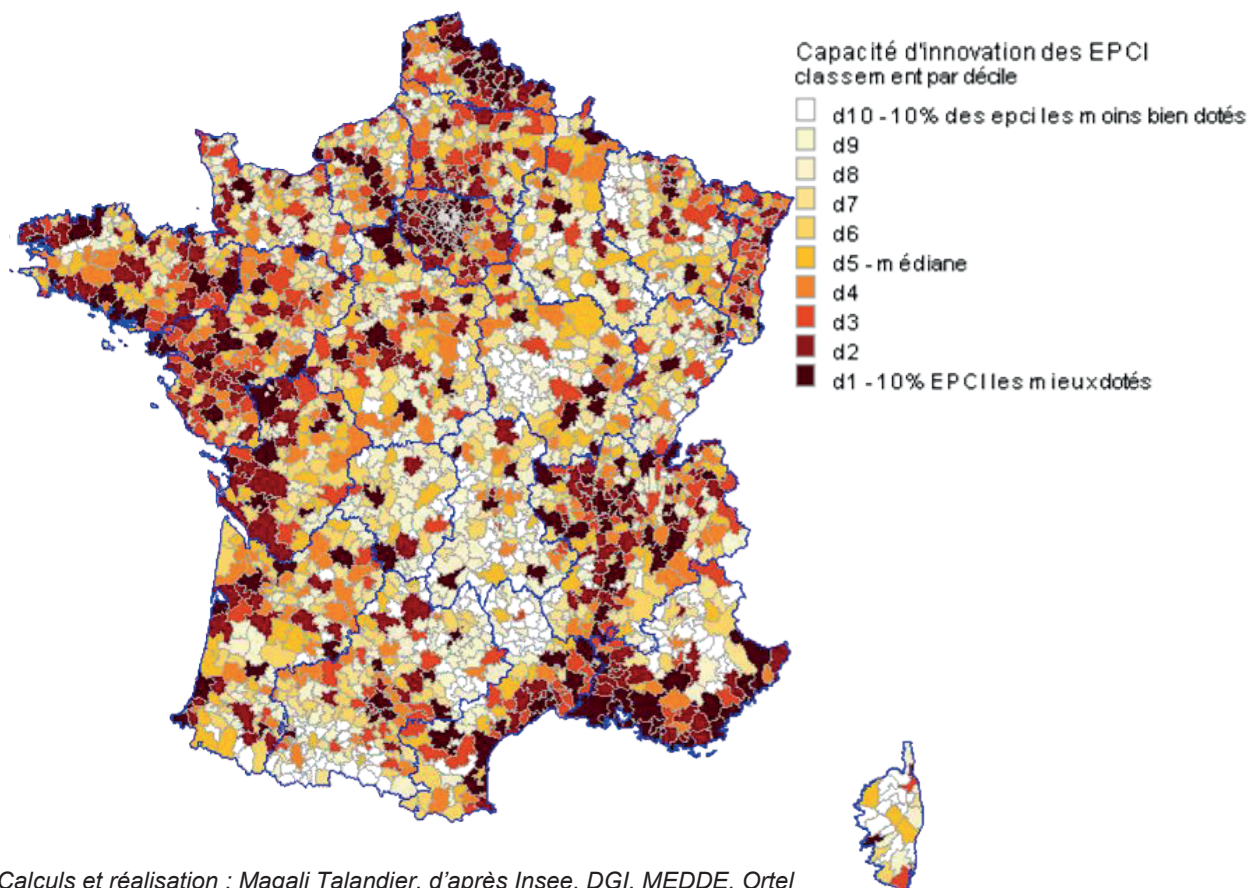 Capacité d'innovation des EPCI
classement par décile
d10 - 10% des epci les moins bien dotés
d9
d8
d7
d6
d5 - médiane
d4
d3
d2
d1 - 10% EPCI les mieux dotés
Calculs et réalisation : Magali Talandier, d'après Insee, DGI, MEDDE, Ortel